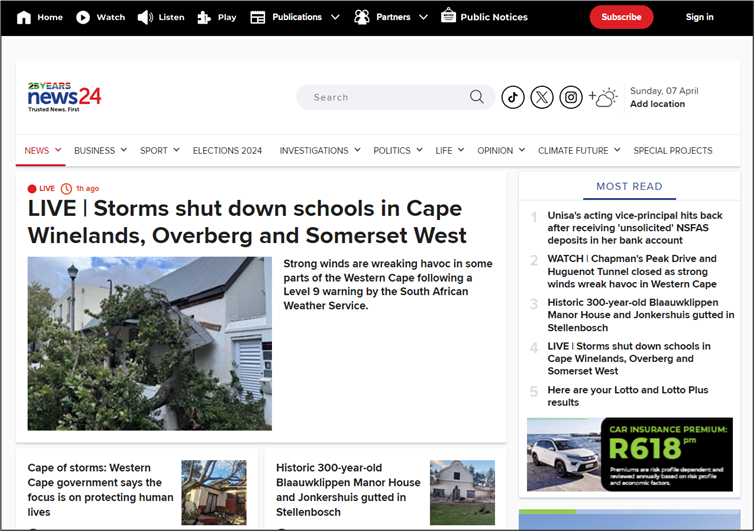 Home Watch Listen Play Publications Partners Public Notices Subscribe Sign in
25 YEARS
news24
Trusted News. First
Search
Sunday, 07 April
Add location
NEWS BUSINESS SPORT ELECTIONS 2024 INVESTIGATIONS POLITICS LIFE OPINION CLIMATE FUTURE SPECIAL PROJECTS
LIVE 1h ago
LIVE | Storms shut down schools in Cape
Winelands, Overberg and Somerset West
Strong winds are wreaking havoc in some
parts of the Western Cape following a
Level 9 warning by the South African
Weather Service.
Cape of storms: Western
Cape government says the
focus is on protecting human
lives
Historic 300-year-old
Blaauwklippen Manor House
and Jonkershuis gutted in
Stellenbosch
MOST READ
1 Unisa's acting vice-principal hits back
after receiving 'unsolicited' NSFAS
deposits in her bank account
2 WATCH | Chapman's Peak Drive and
Huguenot Tunnel closed as strong
winds wreak havoc in Western Cape
3 Historic 300-year-old Blaauwklippen
Manor House and Jonkershuis gutted in
Stellenbosch
4 LIVE | Storms shut down schools in
Cape Winelands, Overberg and
Somerset West
5 Here are your Lotto and Lotto Plus
results
CAR INSURANCE PREMIUM:
R618 pm
Premiums are risk profile dependent and
reviewed annually based on risk profile
and economic factors.